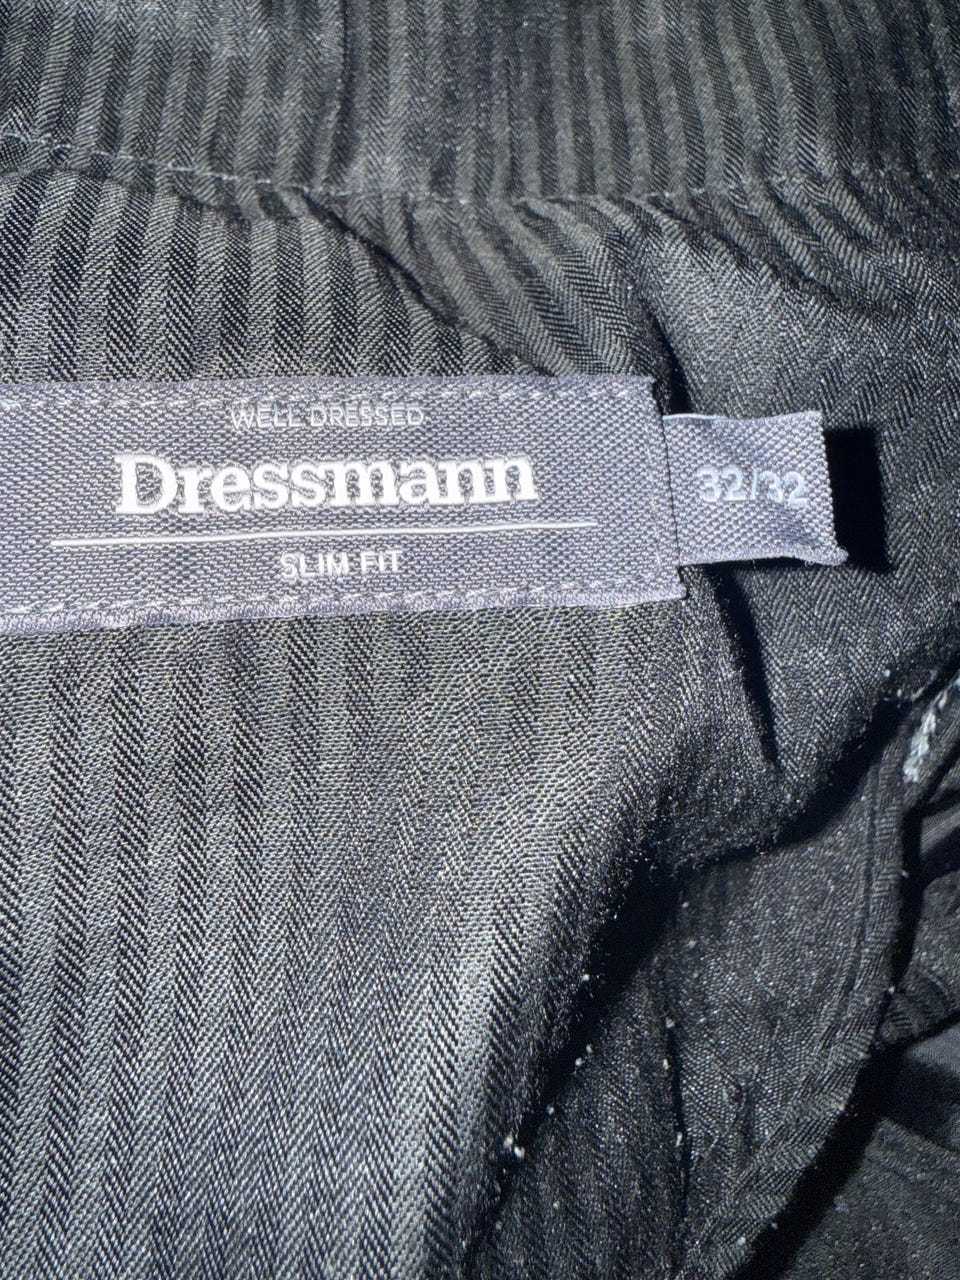 WELL DRESSED
Dressmann
SLIM FIT
32/32